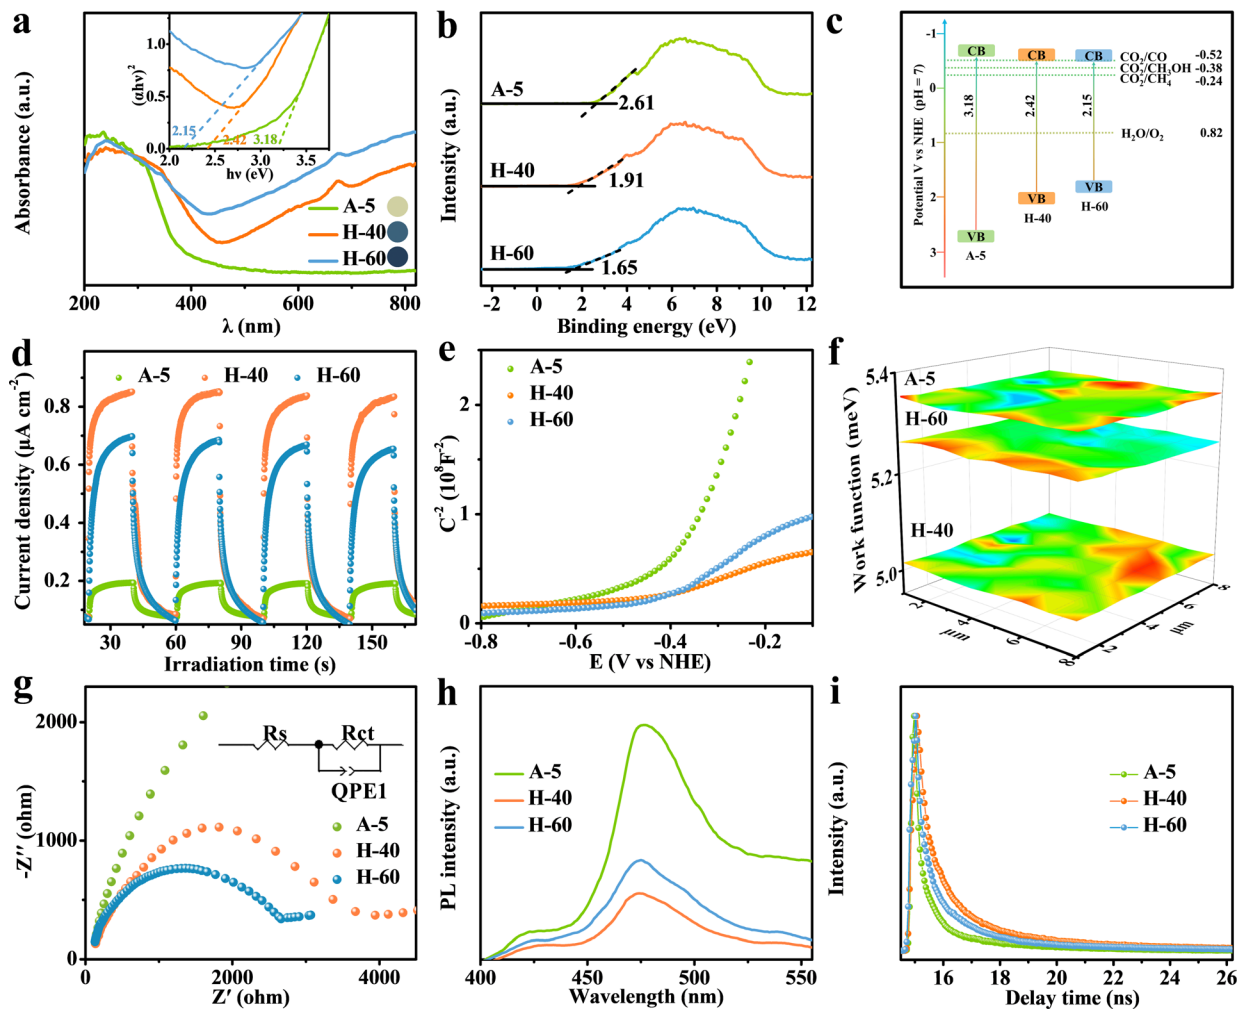 a
Absorbance (a.u.)
(αhν)²
1.0
0.5
0.0
2.15
2.42
3.18
2.0 2.5 3.0 3.5
hν (eV)
A-5
H-40
H-60
200 400 600 800
λ (nm)
b
Intensity (a.u.)
A-5
2.61
H-40
1.91
H-60
1.65
-2 0 2 4 6 8 10 12
Binding energy (eV)
c
Potential V vs NHE (pH = 7)
-1
0
1
2
3
CB CB CB
3.18 2.42 2.15
VB VB VB
A-5 H-40 H-60
CO₂/CO -0.52
CO₂/CH₃OH -0.38
CO₂/CH₄ -0.24
H₂O/O₂ 0.82
d
Current density (μA cm⁻²)
A-5 H-40 H-60
0.8
0.6
0.4
0.2
30 60 90 120 150
Irradiation time (s)
e
C⁻² (10⁸F⁻²)
A-5
H-40
H-60
2
1
0
-0.8 -0.6 -0.4 -0.2
E (V vs NHE)
f
Work function (meV)
5.4
5.2
5.0
A-5
H-60
H-40
2 4 6 8
μm
2 4 6 8
μm
g
-Z″ (ohm)
2000
1000
0
Rs Rct
QPE1
A-5
H-40
H-60
0 2000 4000
Z′ (ohm)
h
PL intensity (a.u.)
A-5
H-40
H-60
400 450 500 550
Wavelength (nm)
i
Intensity (a.u.)
A-5
H-40
H-60
16 18 20 22 24 26
Delay time (ns)